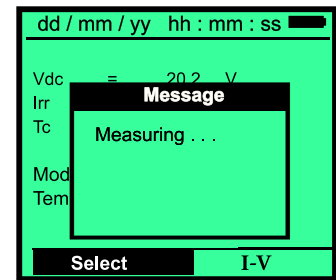 dd / mm / yy hh : mm : ss
Vdc = 20.2 V
Irr
Tc
Message
Measuring . . .
Mod
Tem
Select I-V